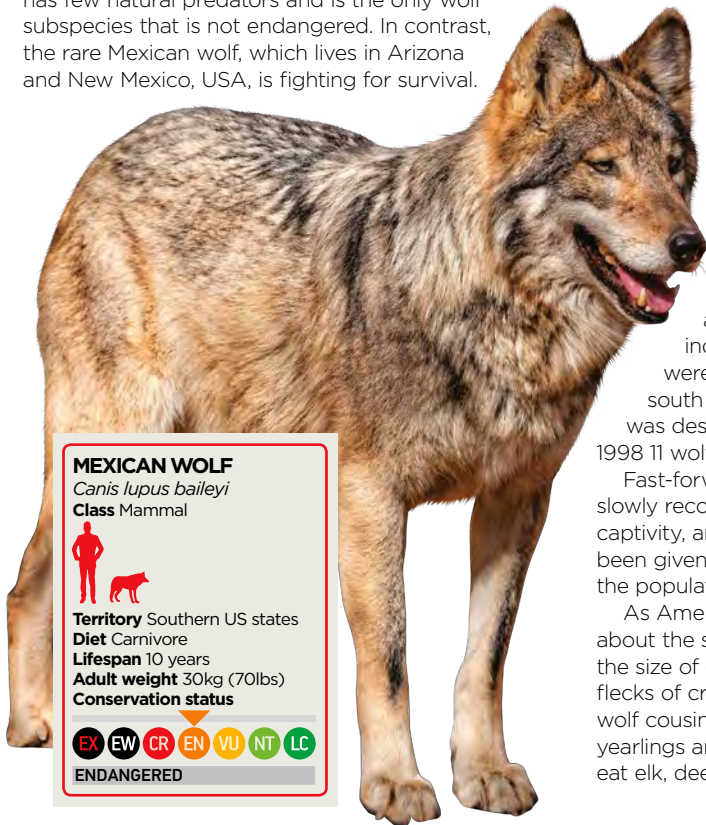 has few natural predators and is the only wolf
subspecies that is not endangered. In contrast,
the rare Mexican wolf, which lives in Arizona
and New Mexico, USA, is fighting for survival.
were
south
was des
1998 11 wol
Fast-forw
slowly reco
captivity, a
been given
the populat
As Ame
about the s
the size of
flecks of cr
wolf cousin
yearlings a
eat elk, dee
MEXICAN WOLF
Canis lupus baileyi
Class Mammal
Territory Southern US states
Diet Carnivore
Lifespan 10 years
Adult weight 30kg (70lbs)
Conservation status
EX EW CR EN VU NT LC
ENDANGERED